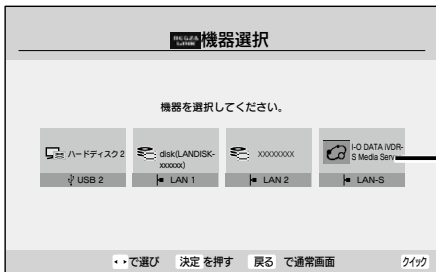 REGZA LINK 機器選択
機器を選択してください。
ハードディスク2
USB 2
disk(LANDISK-
xxxxxx)
LAN 1
xxxxxxxx
LAN 2
I-O DATA IVDR-
S Media Serv
LAN-S
で選び 決定 を押す 戻る で通常画面 クイック